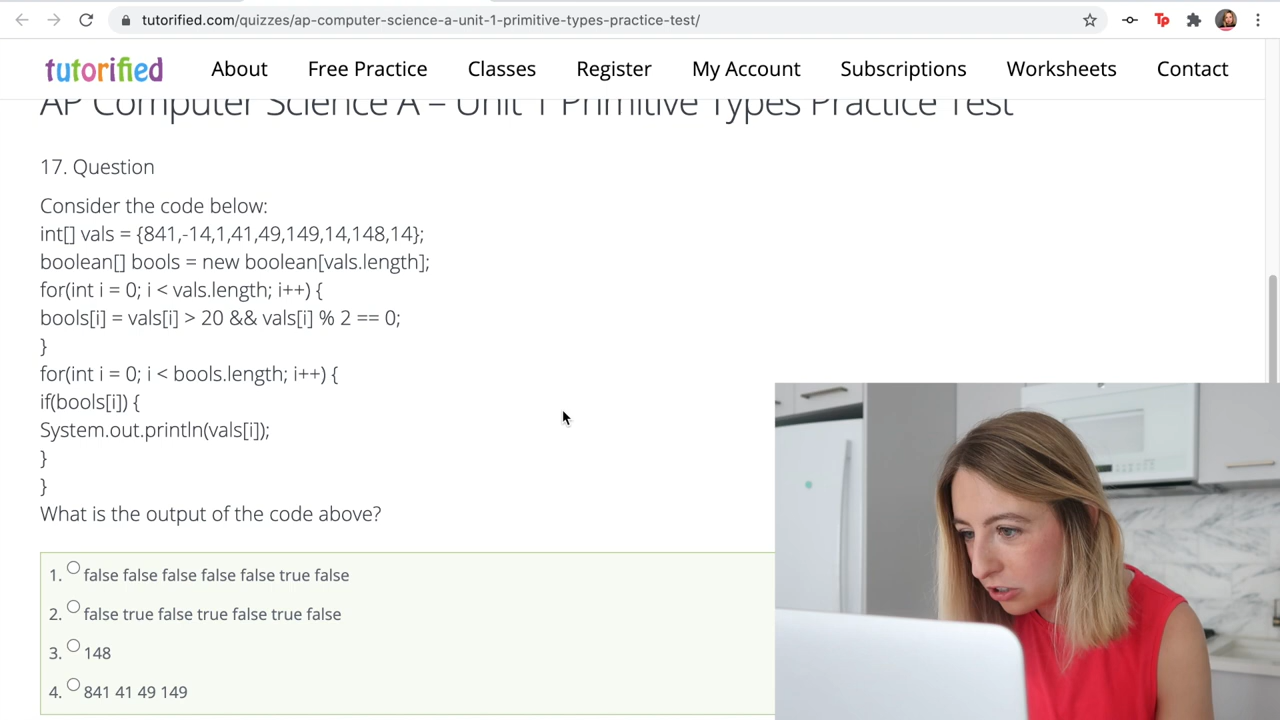 tutorified.com/quizzes/ap-computer-science-a-unit-1-primitive-types-practice-test/
Tp
tutorified
About
Free Practice
Classes
Register
My Account
Subscriptions
Worksheets
Contact
AP Computer Science A – Unit 1 Primitive Types Practice Test
17. Question
Consider the code below:
int[] vals = {841,-14,1,41,49,149,14,148,14};
boolean[] bools = new boolean[vals.length];
for(int i = 0; i < vals.length; i++) {
bools[i] = vals[i] > 20 && vals[i] % 2 == 0;
}
for(int i = 0; i < bools.length; i++) {
if(bools[i]) {
System.out.println(vals[i]);
}
}
What is the output of the code above?
1. false false false false false true false
2. false true false true false true false
3. 148
4. 841 41 49 149